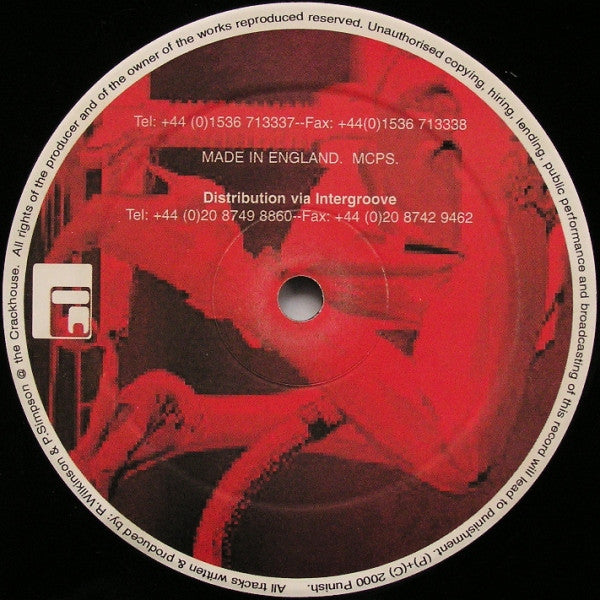 Tel: +44 (0)1536 713337--Fax: +44(0)1536 713338
MADE IN ENGLAND. MCPS.
Distribution via Intergroove
Tel: +44 (0)20 8749 8860--Fax: +44 (0)20 8742 9462
All tracks written & produced by: R.Wilkinson & P.Simpson @ the Crackhouse. All rights of the producer and of the owner of the works reproduced reserved. Unauthorised copying, hiring, lending, public performance and broadcasting of this record will lead to punishment. (P)+(C) 2000 Punish.